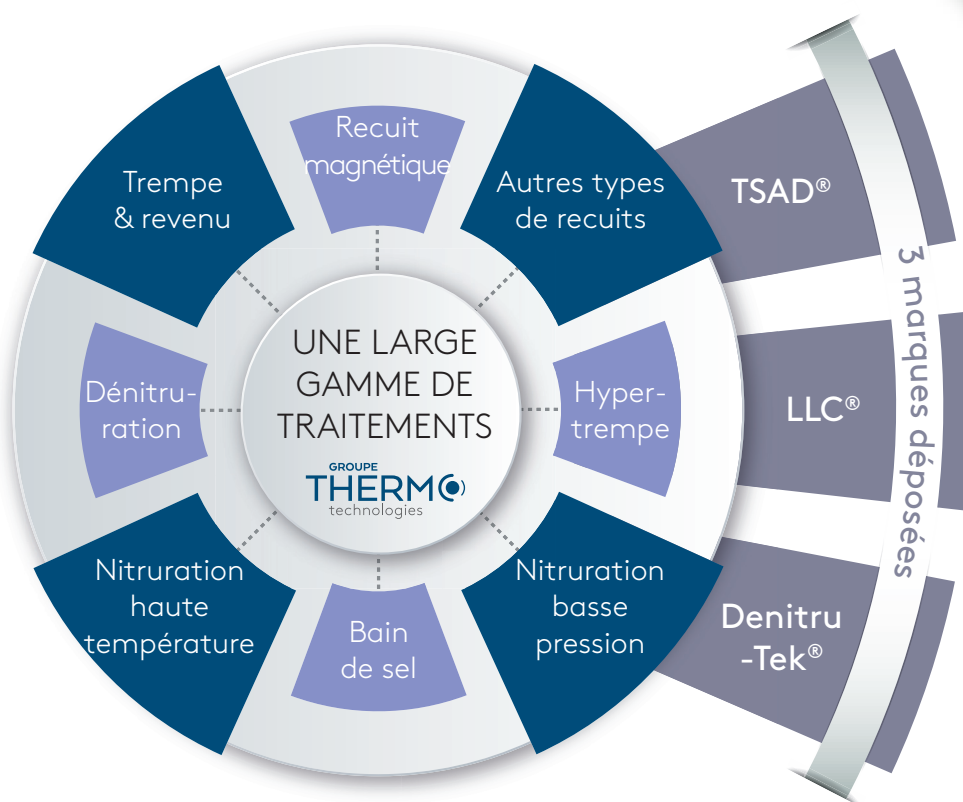 Recuit
magnétique
Trempe
& revenu
Autres types
de recuits
TSAD®
3 marques déposées
UNE LARGE
GAMME DE
TRAITEMENTS
GROUPE
THERMO
technologies
Dénitru-
ration
Hyper-
trempe
LLC®
Nitruration
haute
température
Bain
de sel
Nitruration
basse
pression
Denitru
-Tek®